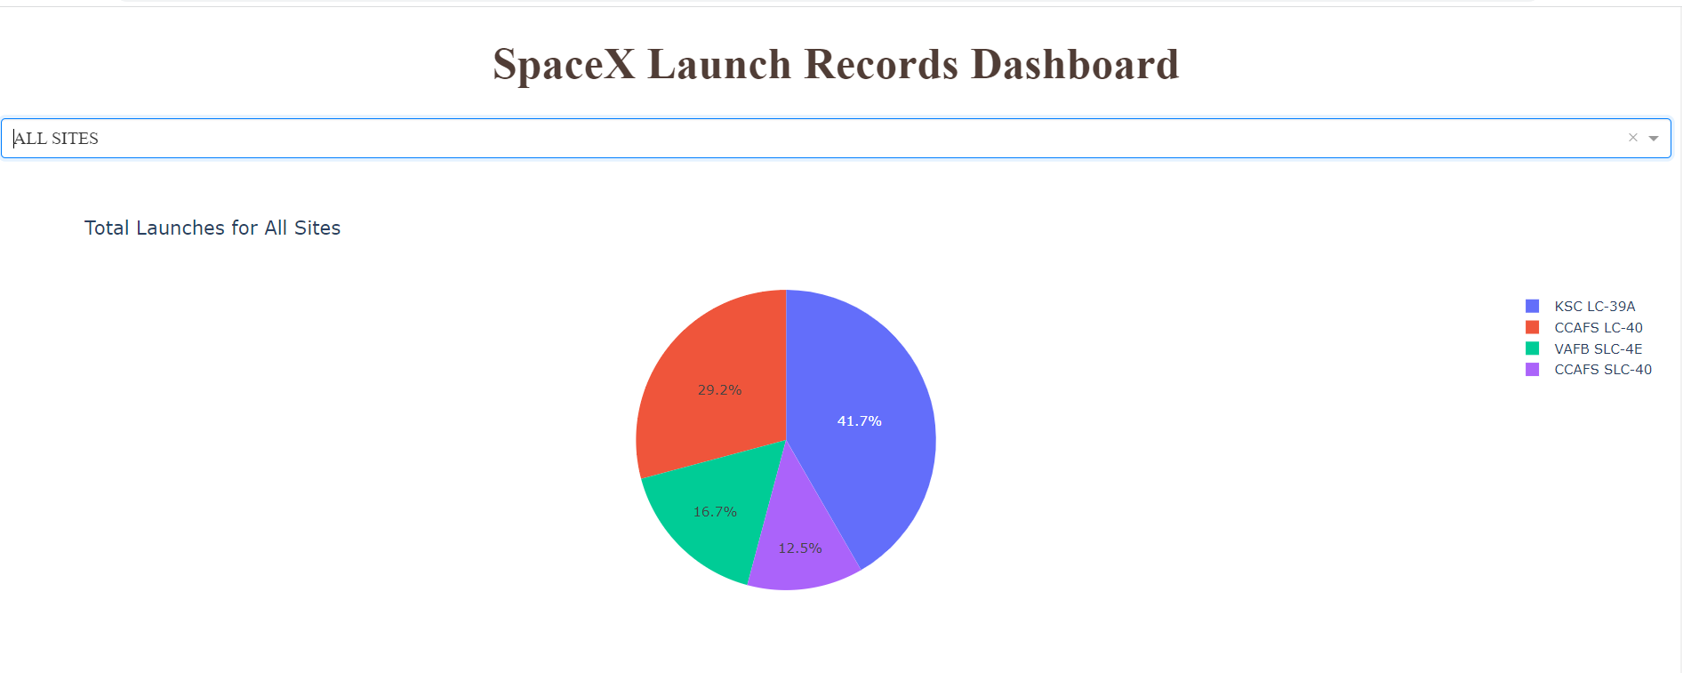 SpaceX Launch Records Dashboard
ALL SITES
Total Launches for All Sites
KSC LC-39A
CCAFS LC-40
VAFB SLC-4E
CCAFS SLC-40
29.2%
41.7%
16.7%
12.5%